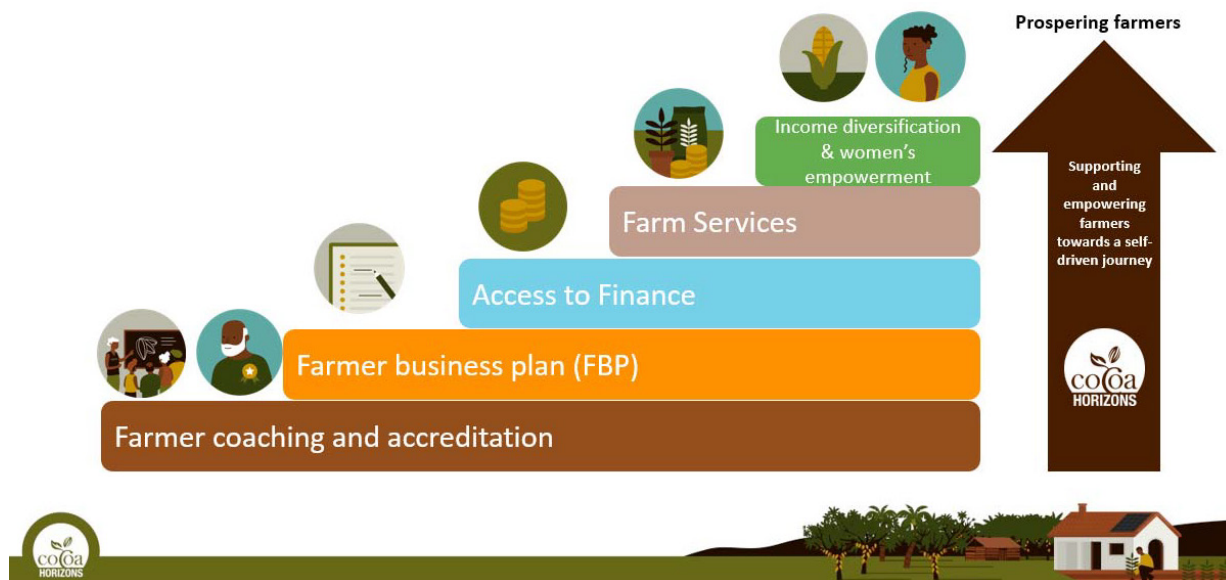 Prospering farmers
Income diversification
& women's
empowerment
Farm Services
Access to Finance
Farmer business plan (FBP)
Farmer coaching and accreditation
Supporting
and
empowering
farmers
towards a self-
driven journey
cocoa
HORIZONS
cocoa
HORIZONS